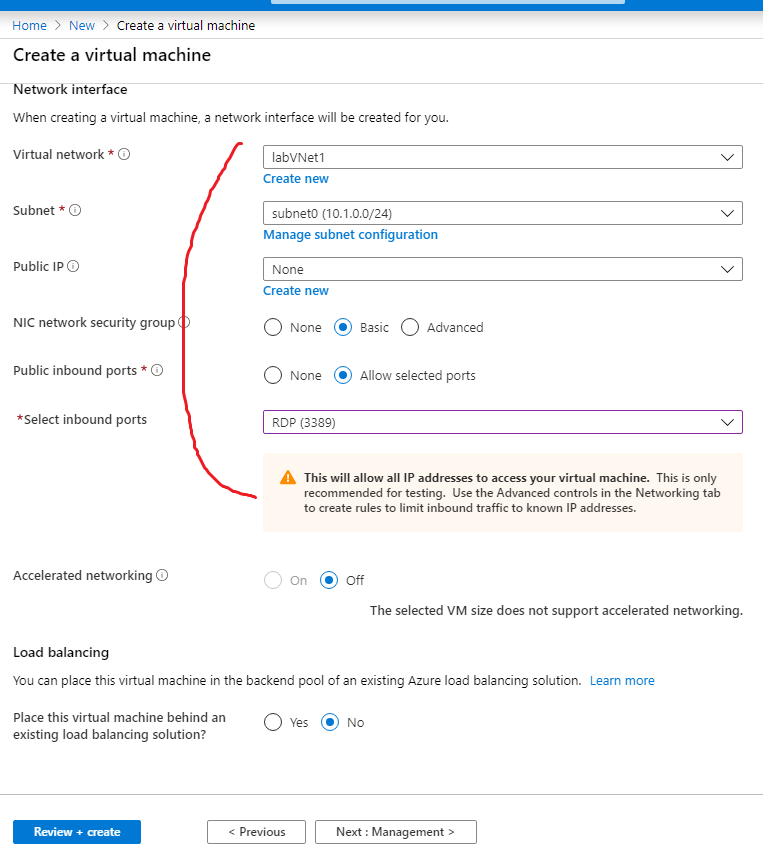 Home > New > Create a virtual machine
Create a virtual machine
Network interface
When creating a virtual machine, a network interface will be created for you.
Virtual network *
labVNet1
Create new
Subnet *
subnet0 (10.1.0.0/24)
Manage subnet configuration
Public IP
None
Create new
NIC network security group
None Basic Advanced
Public inbound ports *
None Allow selected ports
*Select inbound ports
RDP (3389)
This will allow all IP addresses to access your virtual machine. This is only
recommended for testing. Use the Advanced controls in the Networking tab
to create rules to limit inbound traffic to known IP addresses.
Accelerated networking
On Off
The selected VM size does not support accelerated networking.
Load balancing
You can place this virtual machine in the backend pool of an existing Azure load balancing solution. Learn more
Place this virtual machine behind an
existing load balancing solution?
Yes No
Review + create
< Previous
Next : Management >